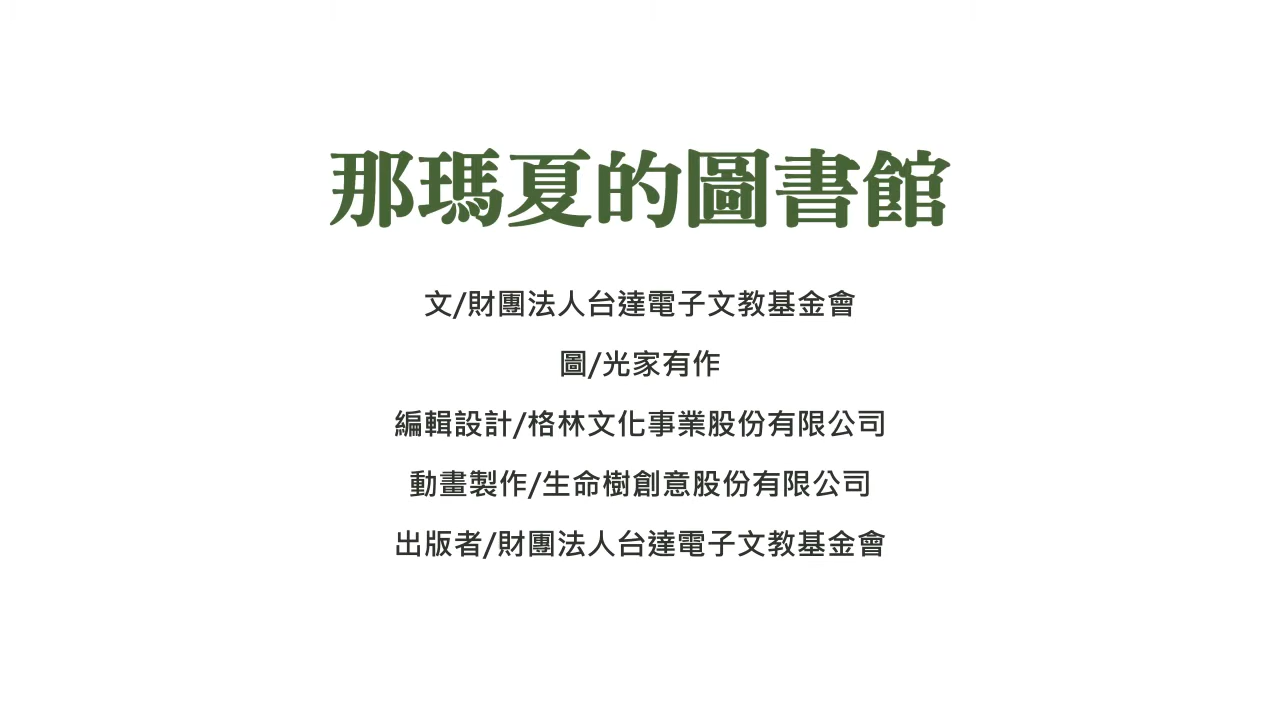 那瑪夏的圖書館
文/財團法人台達電子文教基金會
圖/光家有作
編輯設計/格林文化事業股份有限公司
動畫製作/生命樹創意股份有限公司
出版者/財團法人台達電子文教基金會